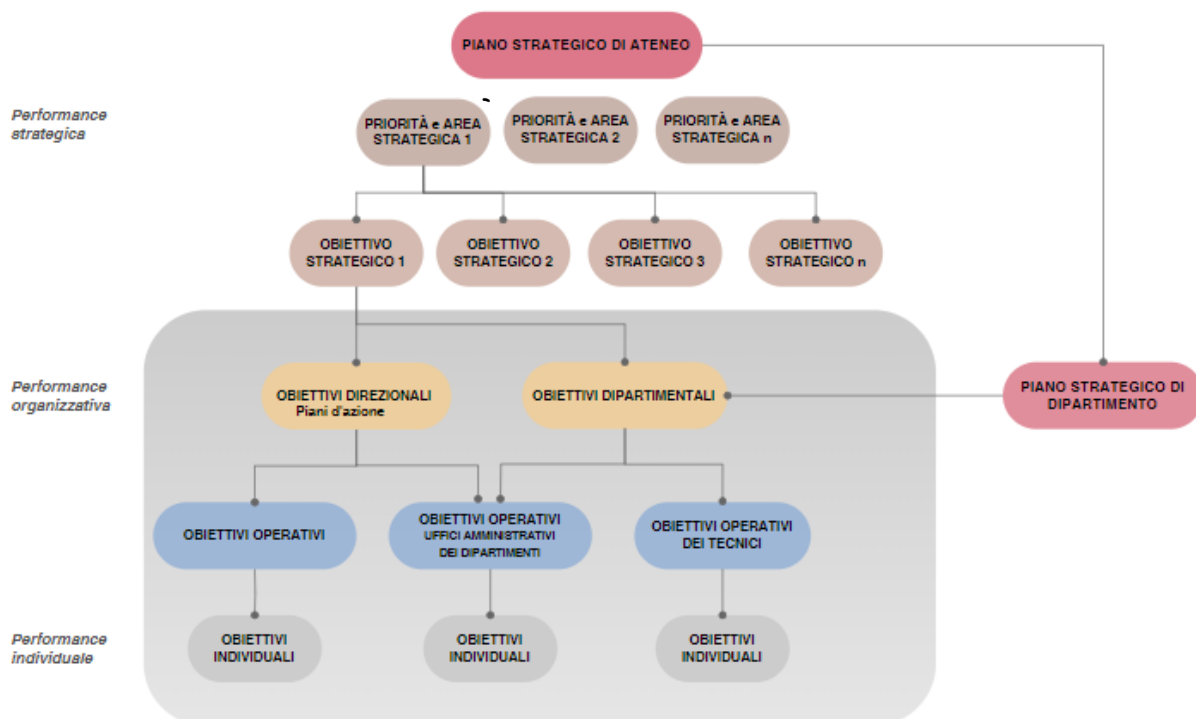 PIANO STRATEGICO DI ATENEO
Performance
strategica
PRIORITÀ e AREA
STRATEGICA 1
PRIORITÀ e AREA
STRATEGICA 2
PRIORITÀ e AREA
STRATEGICA n
OBIETTIVO
STRATEGICO 1
OBIETTIVO
STRATEGICO 2
OBIETTIVO
STRATEGICO 3
OBIETTIVO
STRATEGICO n
Performance
organizzativa
OBIETTIVI DIREZIONALI
Piani d'azione
OBIETTIVI DIPARTIMENTALI
PIANO STRATEGICO DI
DIPARTIMENTO
OBIETTIVI OPERATIVI
OBIETTIVI OPERATIVI
UFFICI AMMINISTRATIVI
DEI DIPARTIMENTI
OBIETTIVI OPERATIVI
DEI TECNICI
Performance
individuale
OBIETTIVI
INDIVIDUALI
OBIETTIVI
INDIVIDUALI
OBIETTIVI
INDIVIDUALI